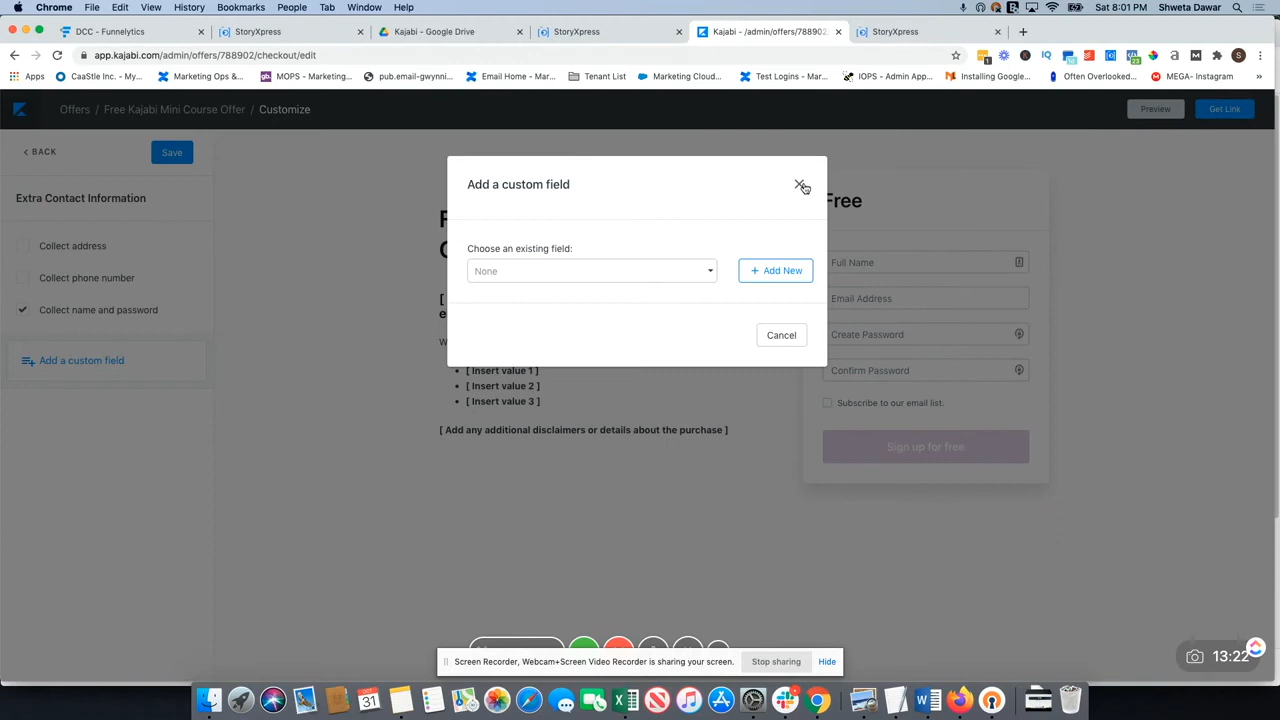 Chrome File Edit View History Bookmarks People Tab Window Help Sat 8:01 PM Shweta Dawar
DCC - Funnelytics StoryXpress Kajabi - Google Drive StoryXpress Kajabi - /admin/offers/788902 StoryXpress
app.kajabi.com/admin/offers/788902/checkout/edit
Apps CaaStle Inc. - My... Marketing Ops &... MOPS - Marketing... pub.email-gwynni... Email Home - Mar... Tenant List Marketing Cloud... Test Logins - Mar... IOPS - Admin App... Installing Google... Often Overlooked... MEGA- Instagram
Offers / Free Kajabi Mini Course Offer / Customize Preview Get Link
BACK Save
Extra Contact Information
Collect address
Collect phone number
Collect name and password
Add a custom field
Add a custom field
Choose an existing field:
None + Add New
Cancel
[ Insert value 1 ]
[ Insert value 2 ]
[ Insert value 3 ]
[ Add any additional disclaimers or details about the purchase ]
Free
Full Name
Email Address
Create Password
Confirm Password
Subscribe to our email list.
Sign up for free
Screen Recorder, Webcam+Screen Video Recorder is sharing your screen. Stop sharing Hide
13:22